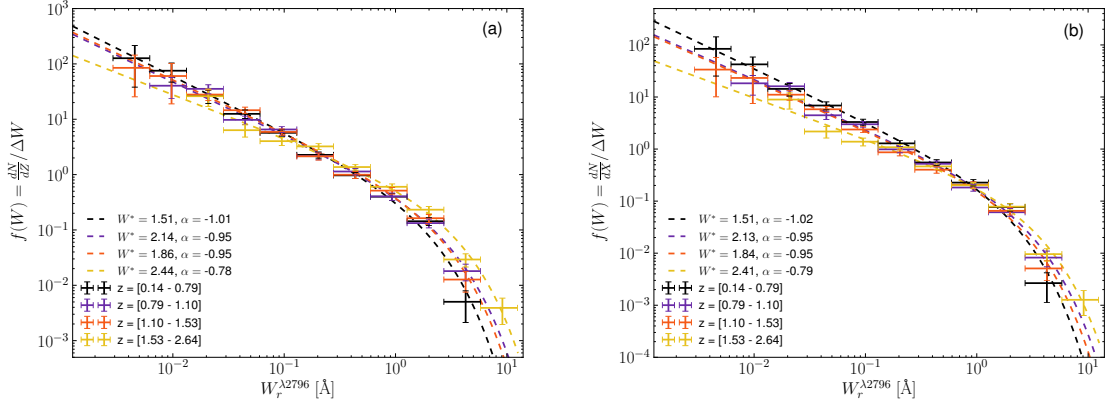 (a)
10^3
10^2
10^1
10^0
10^{-1}
10^{-2}
10^{-3}
f(W) = \frac{dN}{dZ}/ΔW
W* = 1.51, α = -1.01
W* = 2.14, α = -0.95
W* = 1.86, α = -0.95
W* = 2.44, α = -0.78
z = [0.14 - 0.79]
z = [0.79 - 1.10]
z = [1.10 - 1.53]
z = [1.53 - 2.64]
10^{-2} 10^{-1} 10^0 10^1
W_r^{λ2796} [Å]
(b)
10^2
10^1
10^0
10^{-1}
10^{-2}
10^{-3}
10^{-4}
f(W) = \frac{dN}{dX}/ΔW
W* = 1.51, α = -1.02
W* = 2.13, α = -0.95
W* = 1.84, α = -0.95
W* = 2.41, α = -0.79
z = [0.14 - 0.79]
z = [0.79 - 1.10]
z = [1.10 - 1.53]
z = [1.53 - 2.64]
10^{-2} 10^{-1} 10^0 10^1
W_r^{λ2796} [Å]